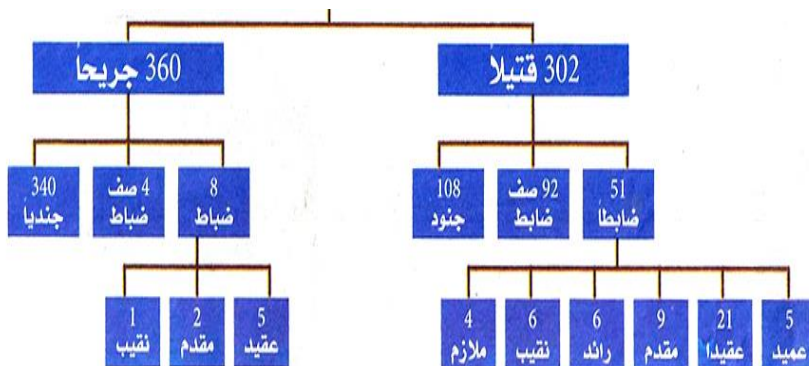 302 قتيلا
360 جريحا
51
ضابطا
92 صف
ضابط
108
جنود
8
ضباط
4 صف
ضباط
340
جنديا
5
عميد
21
عقيدا
9
مقدم
6
رائد
6
نقيب
4
ملازم
5
عقيد
2
مقدم
1
نقيب